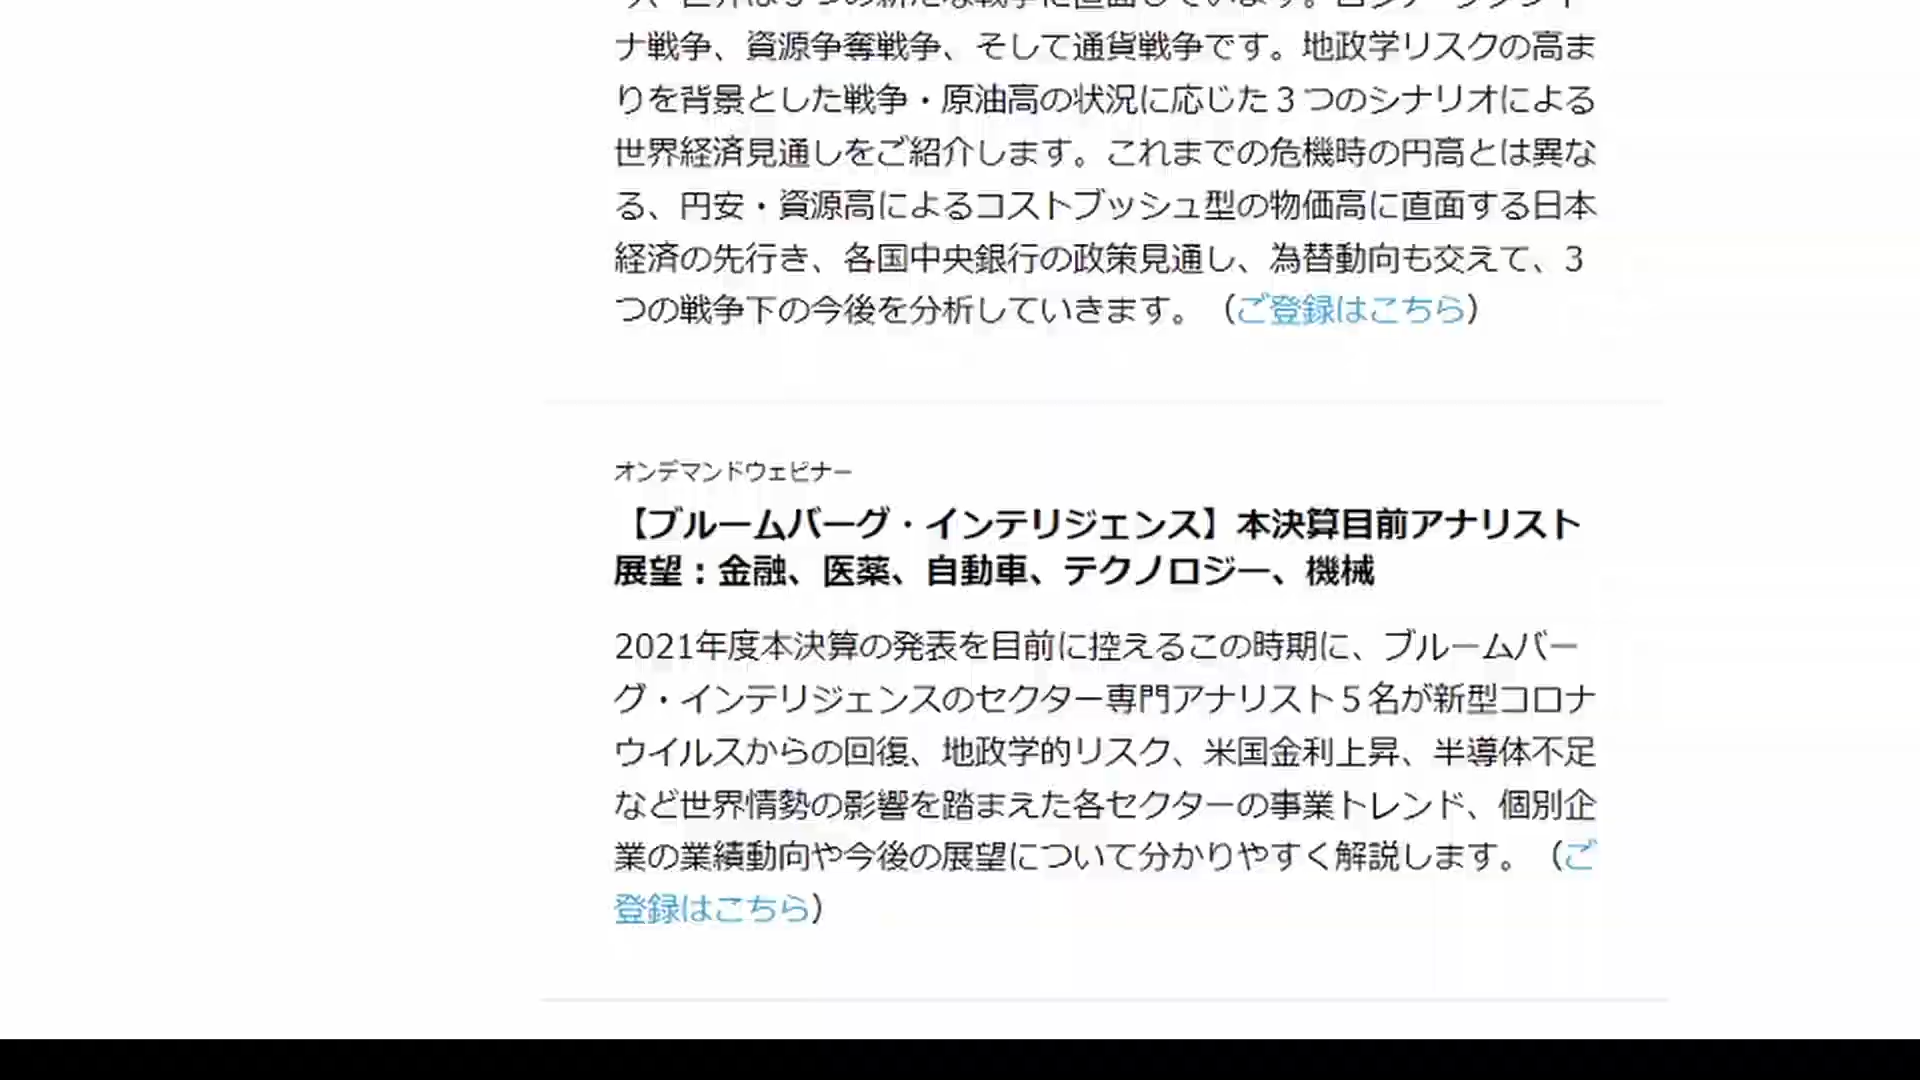 ナ戦争、資源争奪戦争、そして通貨戦争です。地政学リスクの高ま
りを背景とした戦争・原油高の状況に応じた３つのシナリオによる
世界経済見通しをご紹介します。これまでの危機時の円高とは異な
る、円安・資源高によるコストプッシュ型の物価高に直面する日本
経済の先行き、各国中央銀行の政策見通し、為替動向も交えて、3
つの戦争下の今後を分析していきます。（ご登録はこちら）
オンデマンドウェビナー
【ブルームバーグ・インテリジェンス】本決算目前アナリスト
展望：金融、医薬、自動車、テクノロジー、機械
2021年度本決算の発表を目前に控えるこの時期に、ブルームバー
グ・インテリジェンスのセクター専門アナリスト５名が新型コロナ
ウイルスからの回復、地政学的リスク、米国金利上昇、半導体不足
など世界情勢の影響を踏まえた各セクターの事業トレンド、個別企
業の業績動向や今後の展望について分かりやすく解説します。（ご
登録はこちら）